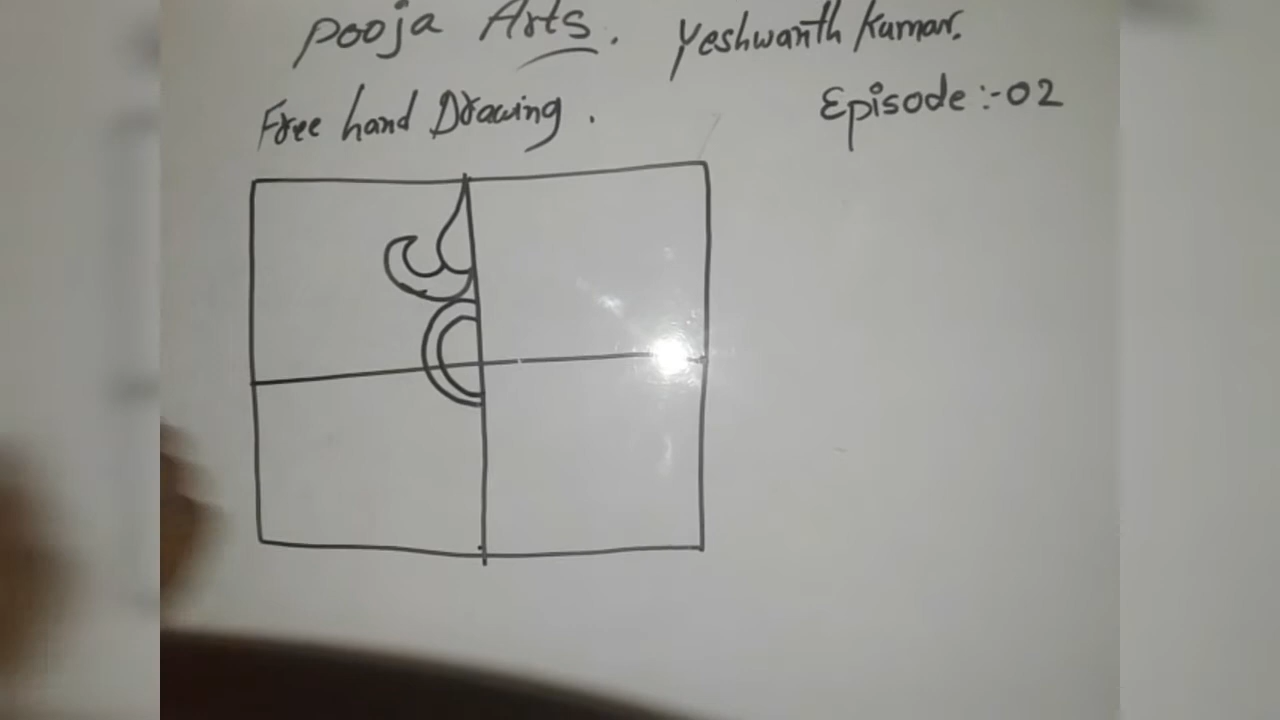 Pooja Arts. Yeshwanth Kumar.
Free hand Drawing. Episode :- 02